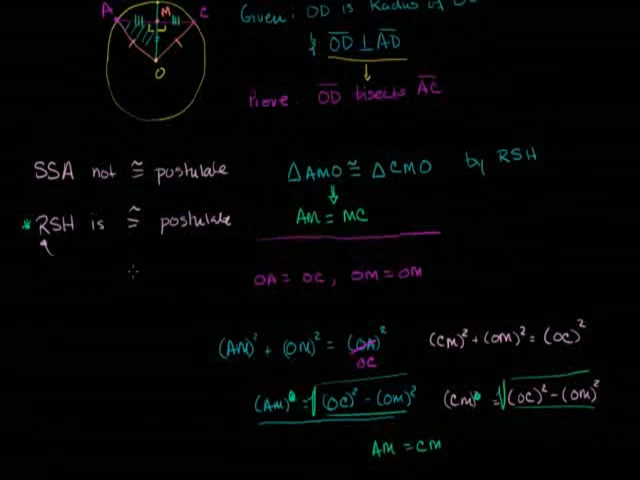 A M C
Given: OD is Radius of
O
OD ⊥ AD
Prove: OD bisects AC
SSA not ≅ postulate
△AMO ≅ △CMO by RSH
* RSH is ≅ postulate
AM = MC
OA = OC, OM = OM
(AM)² + (OM)² = (OA)²
OC
(CM)² + (OM)² = (OC)²
(AM) = √(OC)² - (OM)²
(CM) = √(OC)² - (OM)²
AM = CM